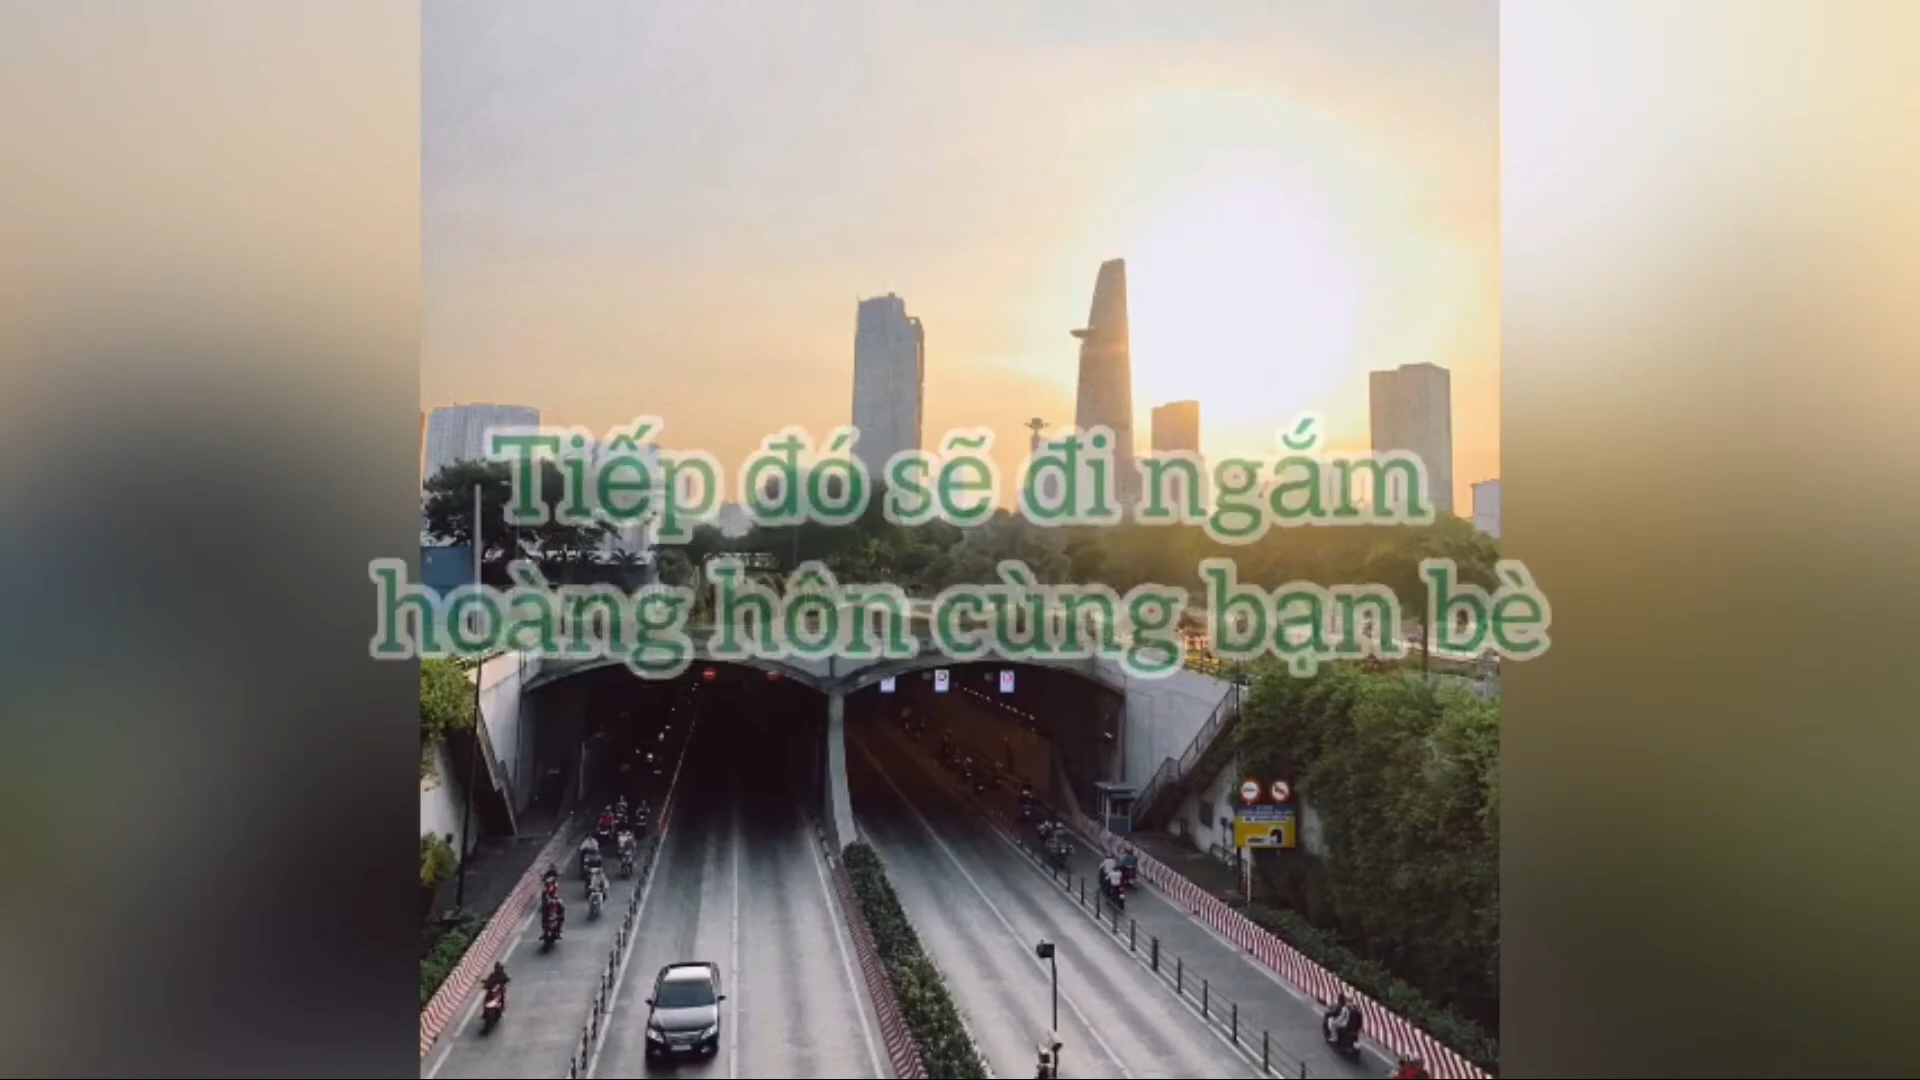 Tiếp đó sẽ đi ngắm
hoàng hôn cùng bạn bè